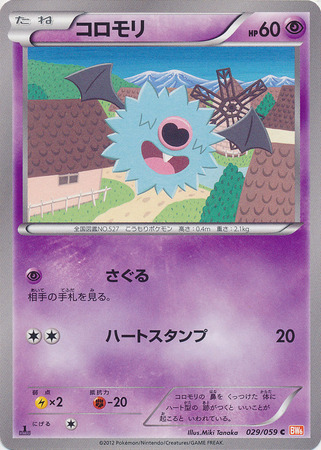 たね
コロモリ
HP60
全国図鑑NO.527 こうもりポケモン 高さ:0.4m 重さ:2.1kg
さぐる
相手の手札を見る。
ハートスタンプ 20
弱点 抵抗力
×2 -20
にげる
コロモリの鼻をくっつけた体に
ハート型の跡がつくといいことが
起こると信じられている。
1
Illus.Miki Tanaka 029/059 C BW6
©2012 Pokémon/Nintendo/Creatures/GAME FREAK.